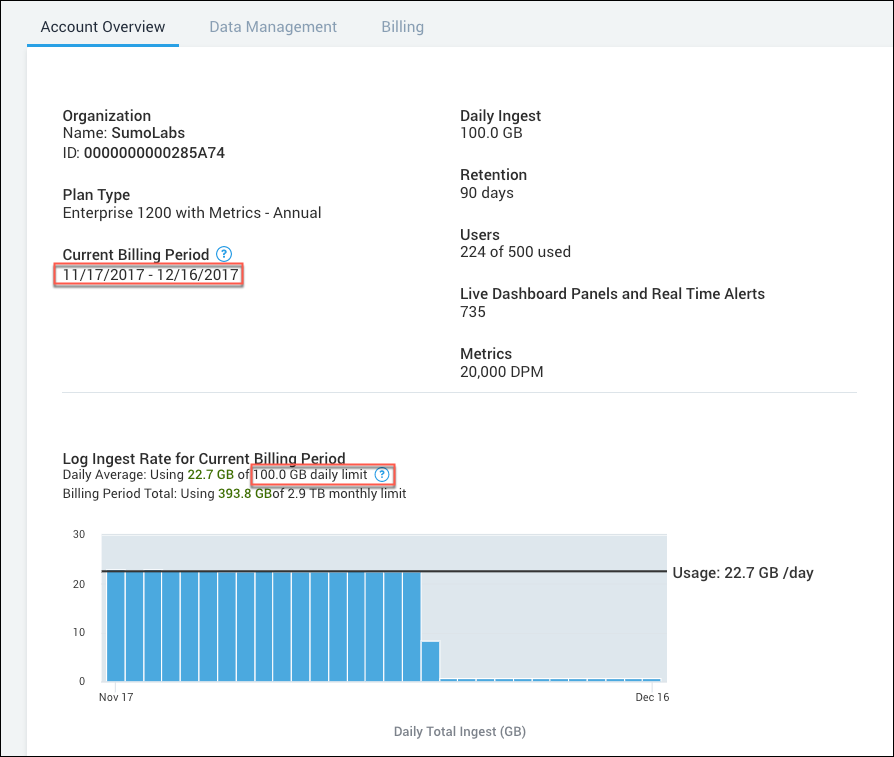 Account Overview
Data Management
Billing
Organization
Name: SumoLabs
ID: 0000000000285A74
Plan Type
Enterprise 1200 with Metrics - Annual
Current Billing Period ?
11/17/2017 - 12/16/2017
Daily Ingest
100.0 GB
Retention
90 days
Users
224 of 500 used
Live Dashboard Panels and Real Time Alerts
735
Metrics
20,000 DPM
Log Ingest Rate for Current Billing Period
Daily Average: Using 22.7 GB of 100.0 GB daily limit ?
Billing Period Total: Using 393.8 GBof 2.9 TB monthly limit
30
20
10
0
Usage: 22.7 GB /day
Nov 17
Dec 16
Daily Total Ingest (GB)